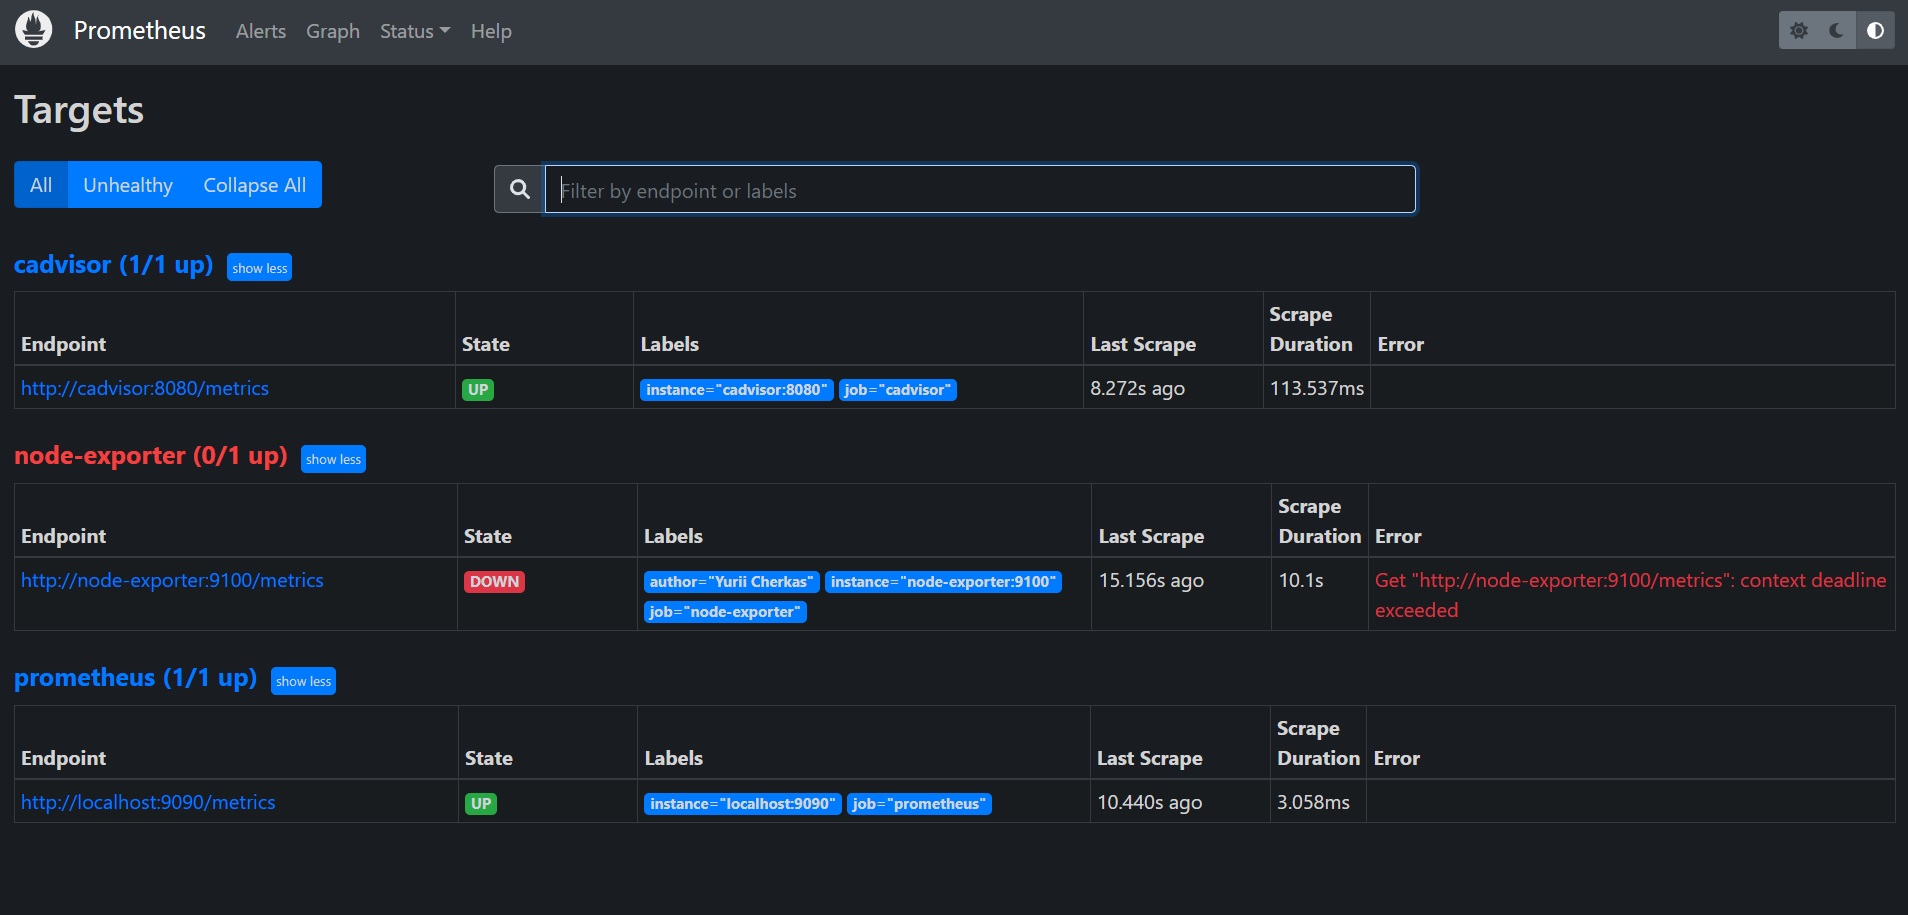 Prometheus Alerts Graph Status Help
Targets
All Unhealthy Collapse All
Filter by endpoint or labels
cadvisor (1/1 up) show less
Endpoint State Labels Last Scrape Scrape Duration Error
http://cadvisor:8080/metrics UP instance="cadvisor:8080" job="cadvisor" 8.272s ago 113.537ms
node-exporter (0/1 up) show less
Endpoint State Labels Last Scrape Scrape Duration Error
http://node-exporter:9100/metrics DOWN author="Yurii Cherkas" instance="node-exporter:9100" 15.156s ago 10.1s Get "http://node-exporter:9100/metrics": context deadline
job="node-exporter" exceeded
prometheus (1/1 up) show less
Endpoint State Labels Last Scrape Scrape Duration Error
http://localhost:9090/metrics UP instance="localhost:9090" job="prometheus" 10.440s ago 3.058ms